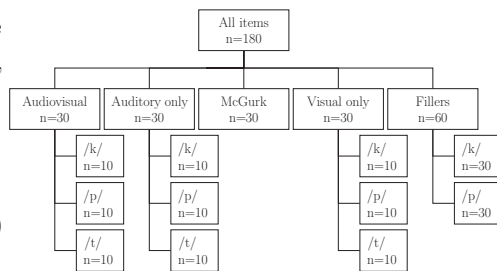 All items
n=180
Audiovisual
n=30
Auditory only
n=30
McGurk
n=30
Visual only
n=30
Fillers
n=60
/k/
n=10
/p/
n=10
/t/
n=10
/k/
n=10
/p/
n=10
/t/
n=10
/k/
n=10
/p/
n=10
/t/
n=10
/k/
n=30
/p/
n=30